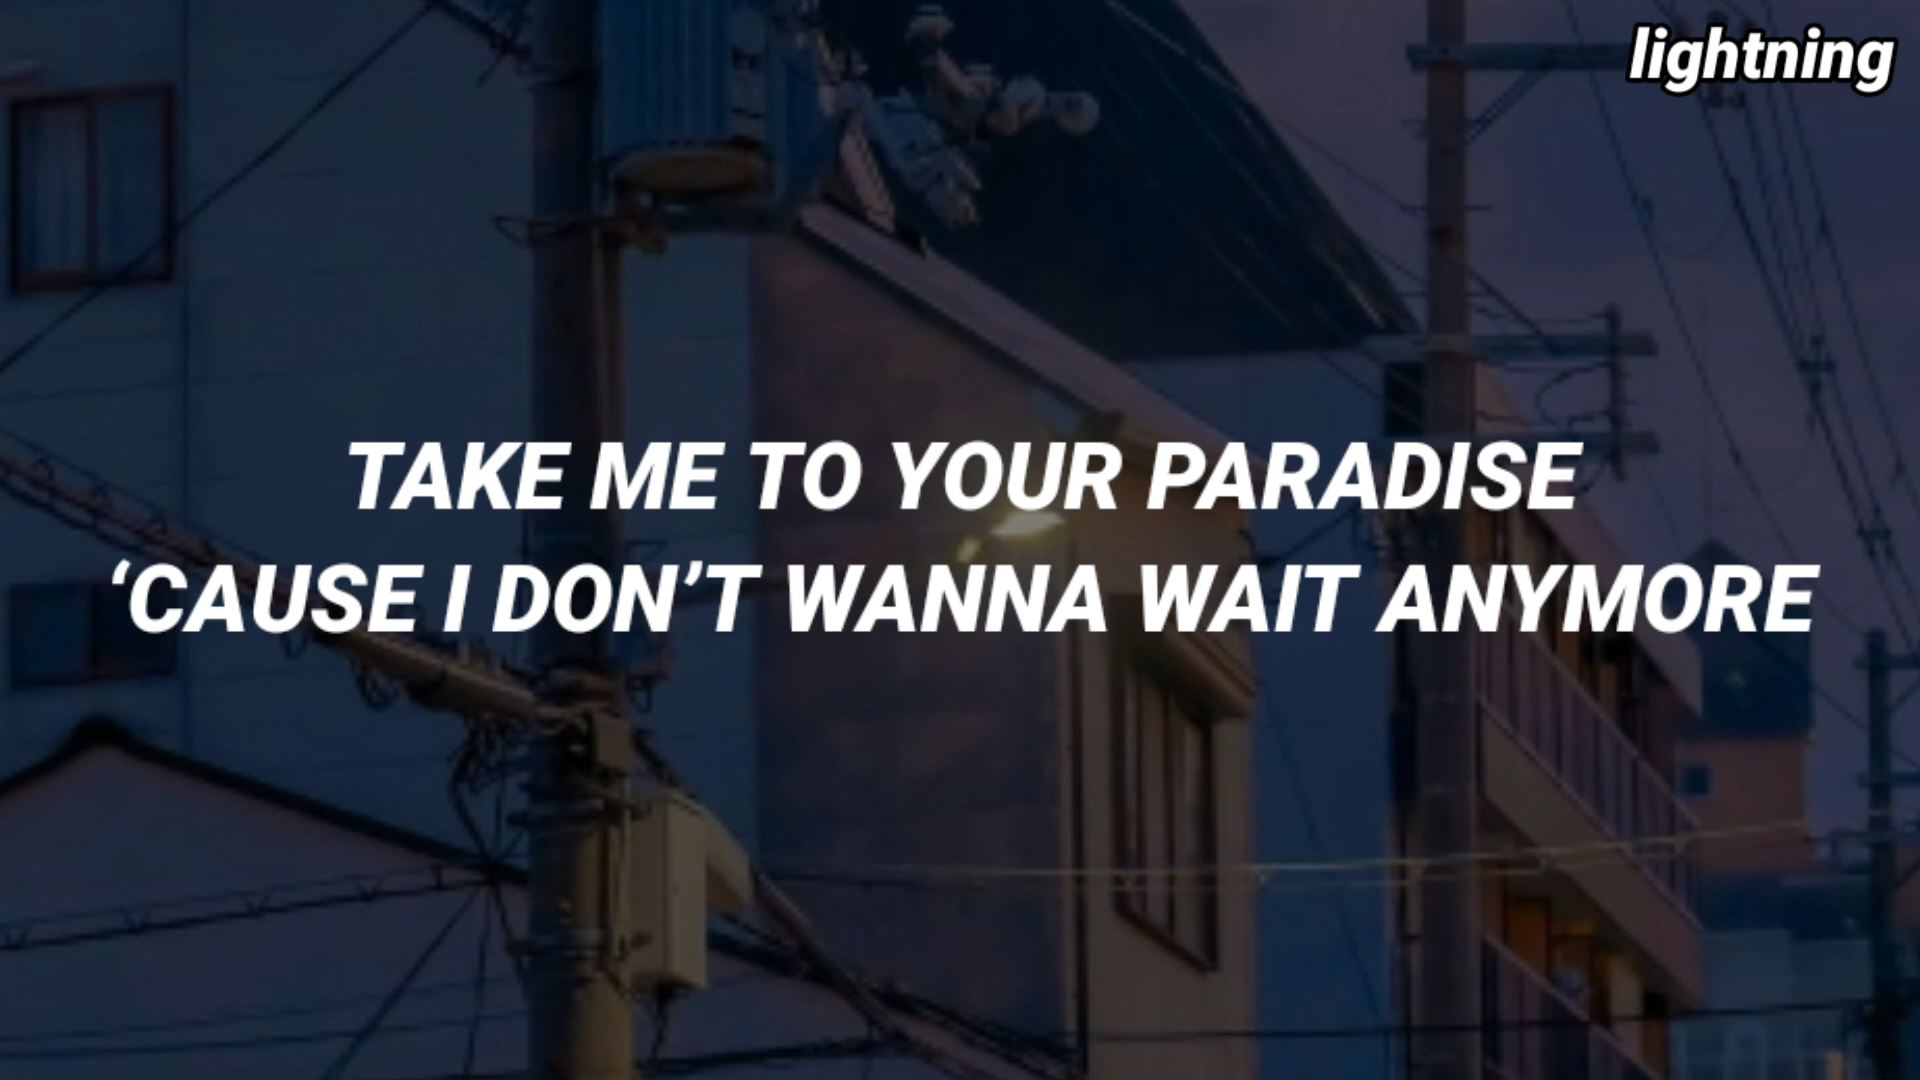 lightning
TAKE ME TO YOUR PARADISE
‘CAUSE I DON’T WANNA WAIT ANYMORE